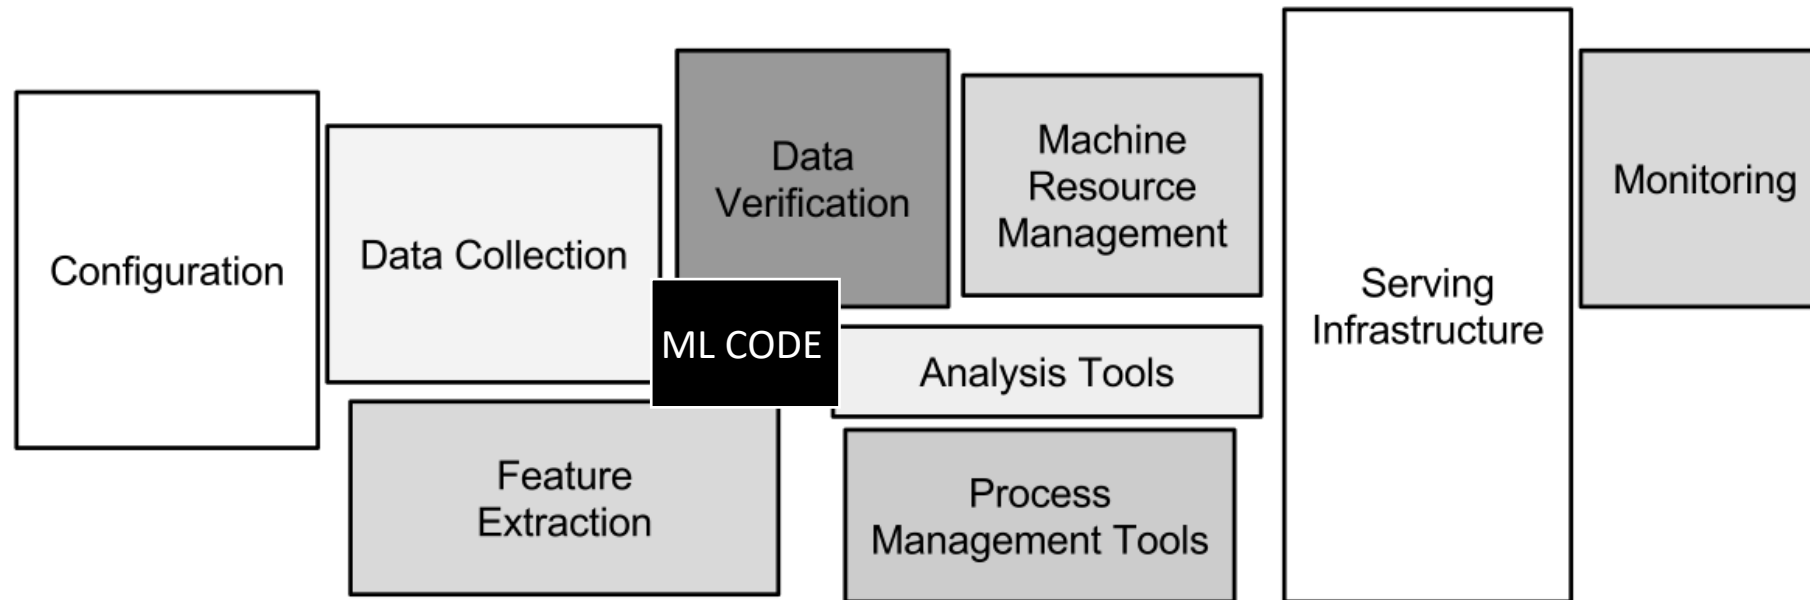 Configuration
Data Collection
Data
Verification
Machine
Resource
Management
Serving
Infrastructure
Monitoring
ML CODE
Analysis Tools
Feature
Extraction
Process
Management Tools